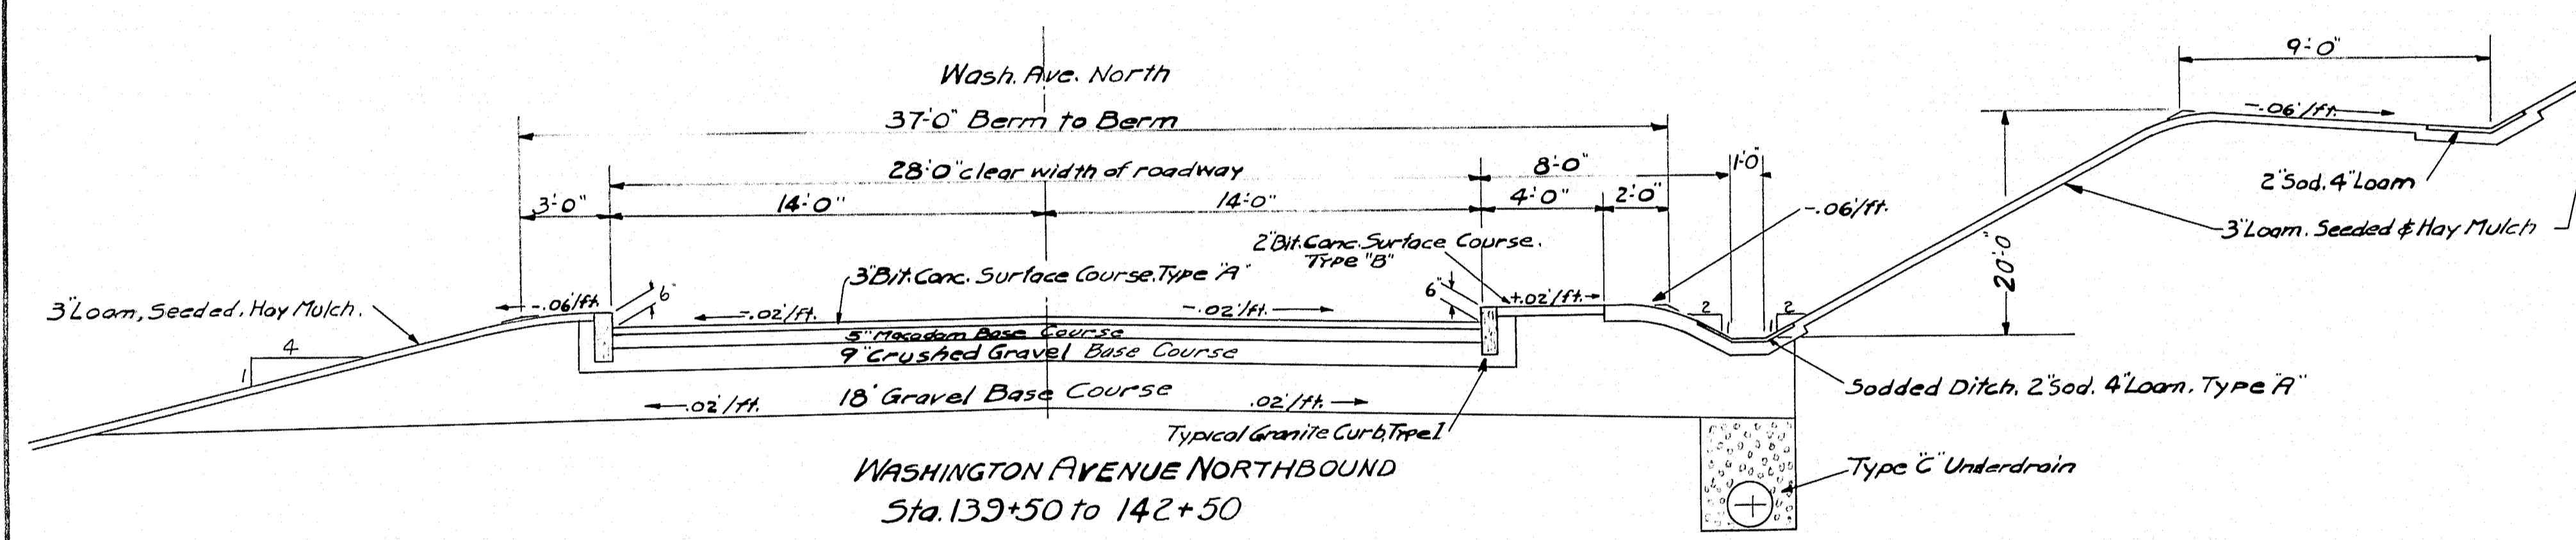 9'-0"
Wash. Ave. North
-.06'/ft.
37'-0" Berm to Berm
28'-0" clear width of roadway
8'-0"
1'-0"
2" Sod. 4" Loam
3'-0"
14'-0"
14'-0"
4'-0"
2'-0"
-.06'/ft.
3" Loam. Seeded & Hay Mulch
2" Bit. Conc. Surface Course.
Type "B"
20'-0"
3" Bit. Conc. Surface Course. Type "A"
6"
6"
3" Loam, Seeded, Hay Mulch.
-.06'/ft.
-.02'/ft.
-.02'/ft.
+.02'/ft.
2
2
1
1
5" Macadam Base Course
9" Crushed Gravel Base Course
4
1
18" Gravel Base Course
.02'/ft.
.02'/ft.
Sodded Ditch. 2" Sod. 4" Loam. Type "A"
Typical Granite Curb, Type 1
WASHINGTON AVENUE NORTHBOUND
Sta. 139+50 to 142+50
Type "C" Underdrain